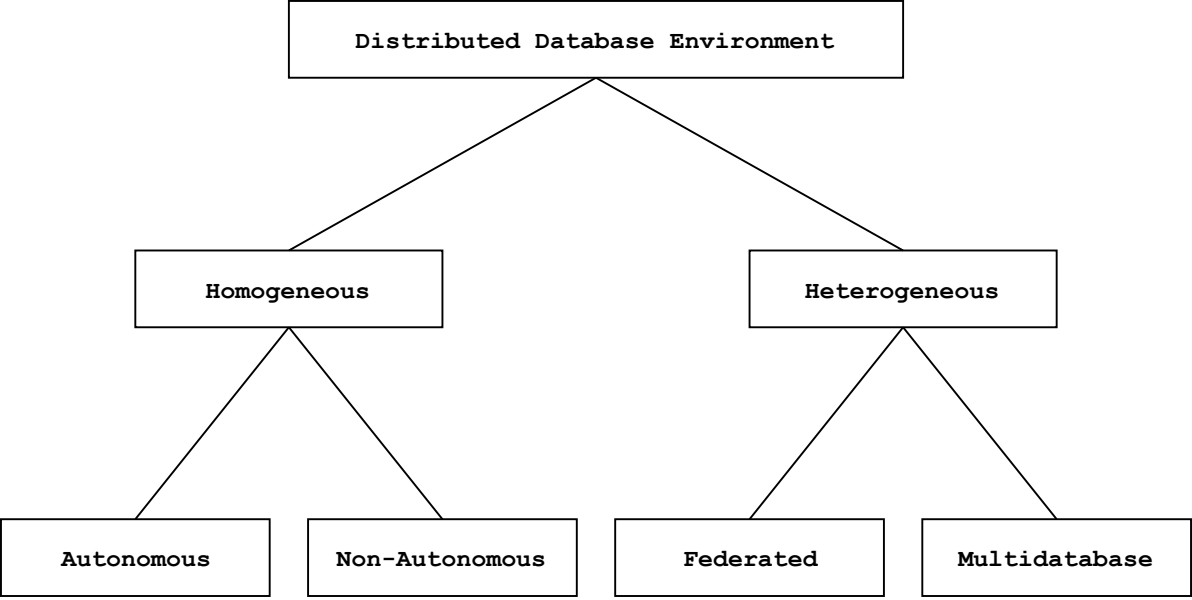 Distributed Database Environment
Homogeneous
Heterogeneous
Autonomous
Non-Autonomous
Federated
Multidatabase